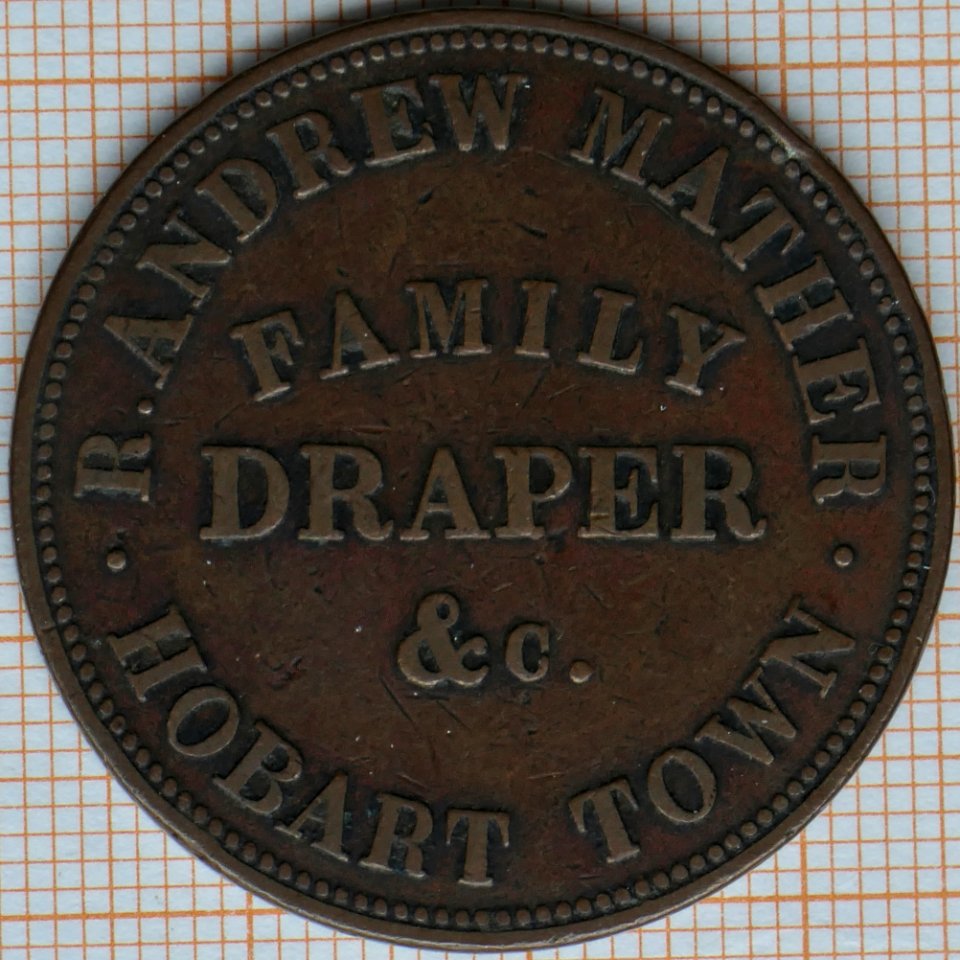 R. ANDREW MATHER
FAMILY
DRAPER
&c.
· HOBART TOWN ·